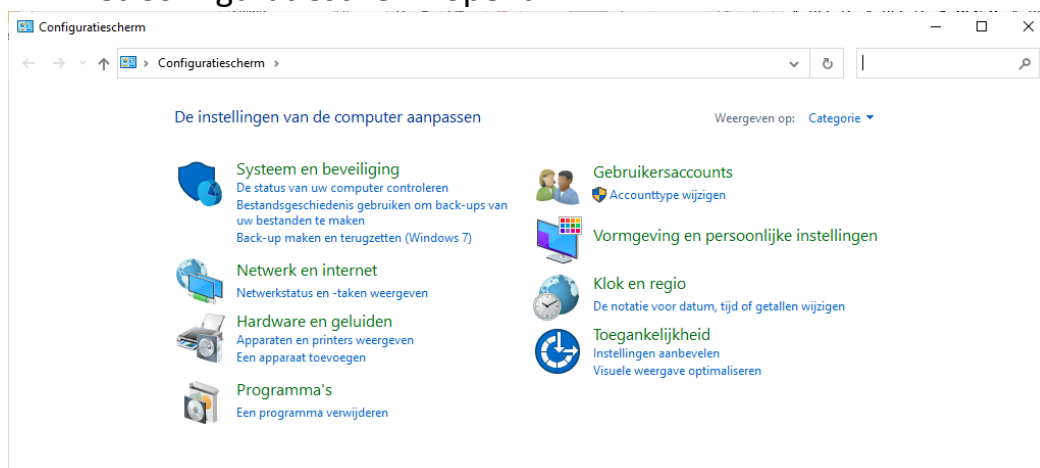 Configuratiescherm
Configuratiescherm
De instellingen van de computer aanpassen
Weergeven op: Categorie
Systeem en beveiliging
De status van uw computer controleren
Bestandsgeschiedenis gebruiken om back-ups van
uw bestanden te maken
Back-up maken en terugzetten (Windows 7)
Netwerk en internet
Netwerkstatus en -taken weergeven
Hardware en geluiden
Apparaten en printers weergeven
Een apparaat toevoegen
Programma's
Een programma verwijderen
Gebruikersaccounts
Accounttype wijzigen
Vormgeving en persoonlijke instellingen
Klok en regio
De notatie voor datum, tijd of getallen wijzigen
Toegankelijkheid
Instellingen aanbevelen
Visuele weergave optimaliseren